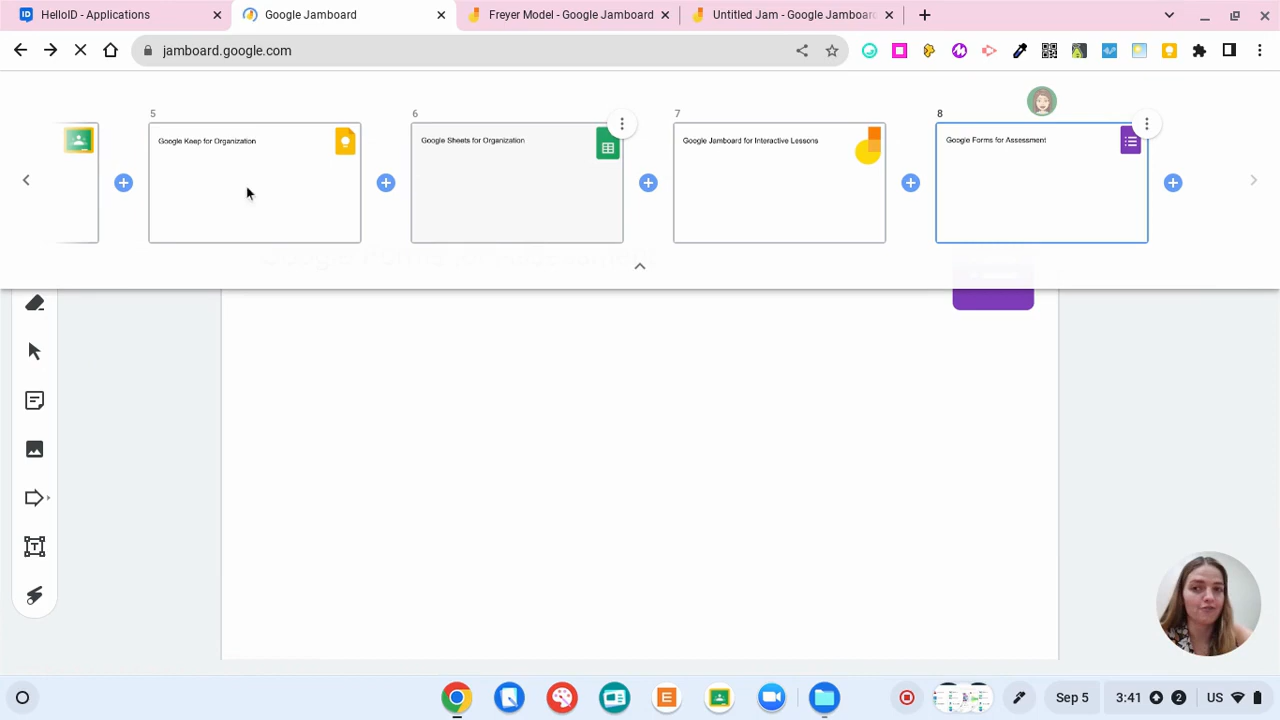 HelloID - Applications
Google Jamboard
Freyer Model - Google Jamboard
Untitled Jam - Google Jamboard
jamboard.google.com
5
6
7
8
Google Keep for Organization
Google Sheets for Organization
Google Jamboard for Interactive Lessons
Google Forms for Assessment
Sep 5
3:41
2
US